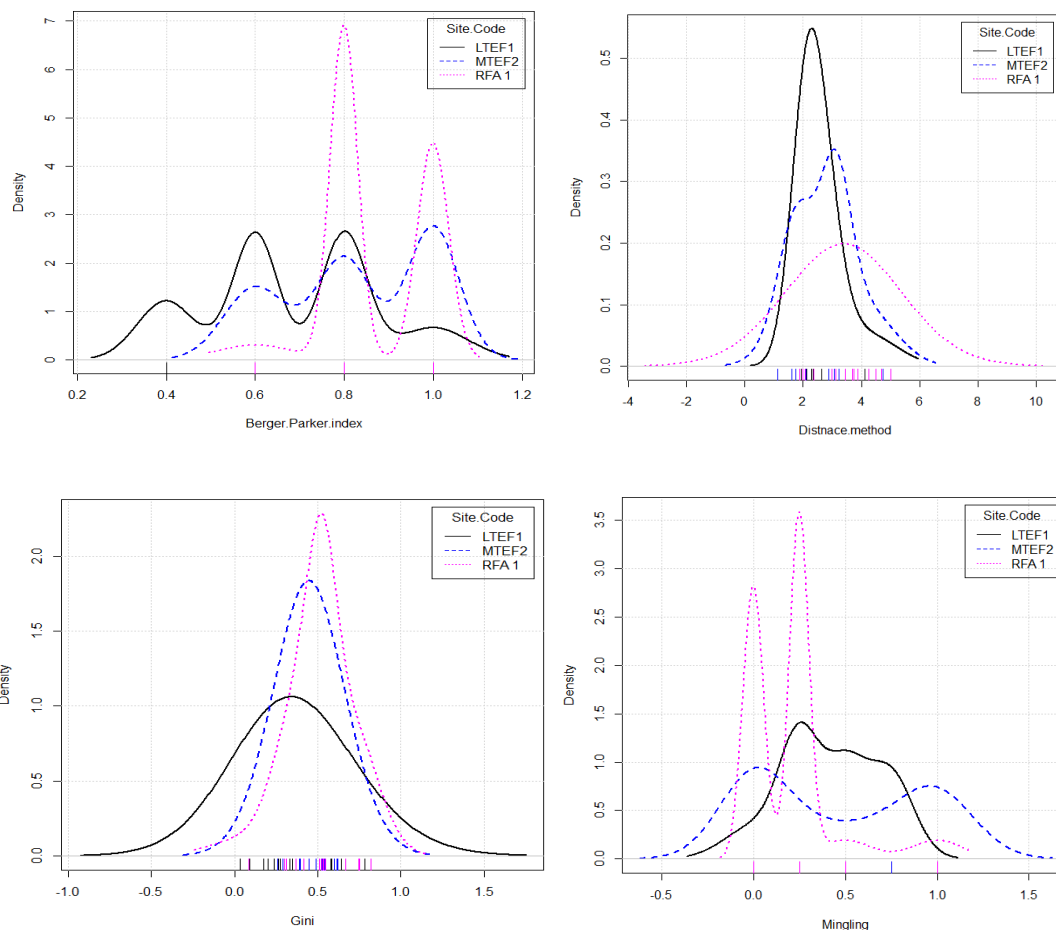 Site.Code
LTEF1
MTEF2
RFA 1
Density
0 1 2 3 4 5 6 7
0.2 0.4 0.6 0.8 1.0 1.2
Berger.Parker.index
Site.Code
LTEF1
MTEF2
RFA 1
Density
0.0 0.1 0.2 0.3 0.4 0.5
-4 -2 0 2 4 6 8 10
Distnace.method
Site.Code
LTEF1
MTEF2
RFA 1
Density
0.0 0.5 1.0 1.5 2.0
-1.0 -0.5 0.0 0.5 1.0 1.5
Gini
Site.Code
LTEF1
MTEF2
RFA 1
Density
0.0 0.5 1.0 1.5 2.0 2.5 3.0 3.5
-0.5 0.0 0.5 1.0 1.5
Mingling